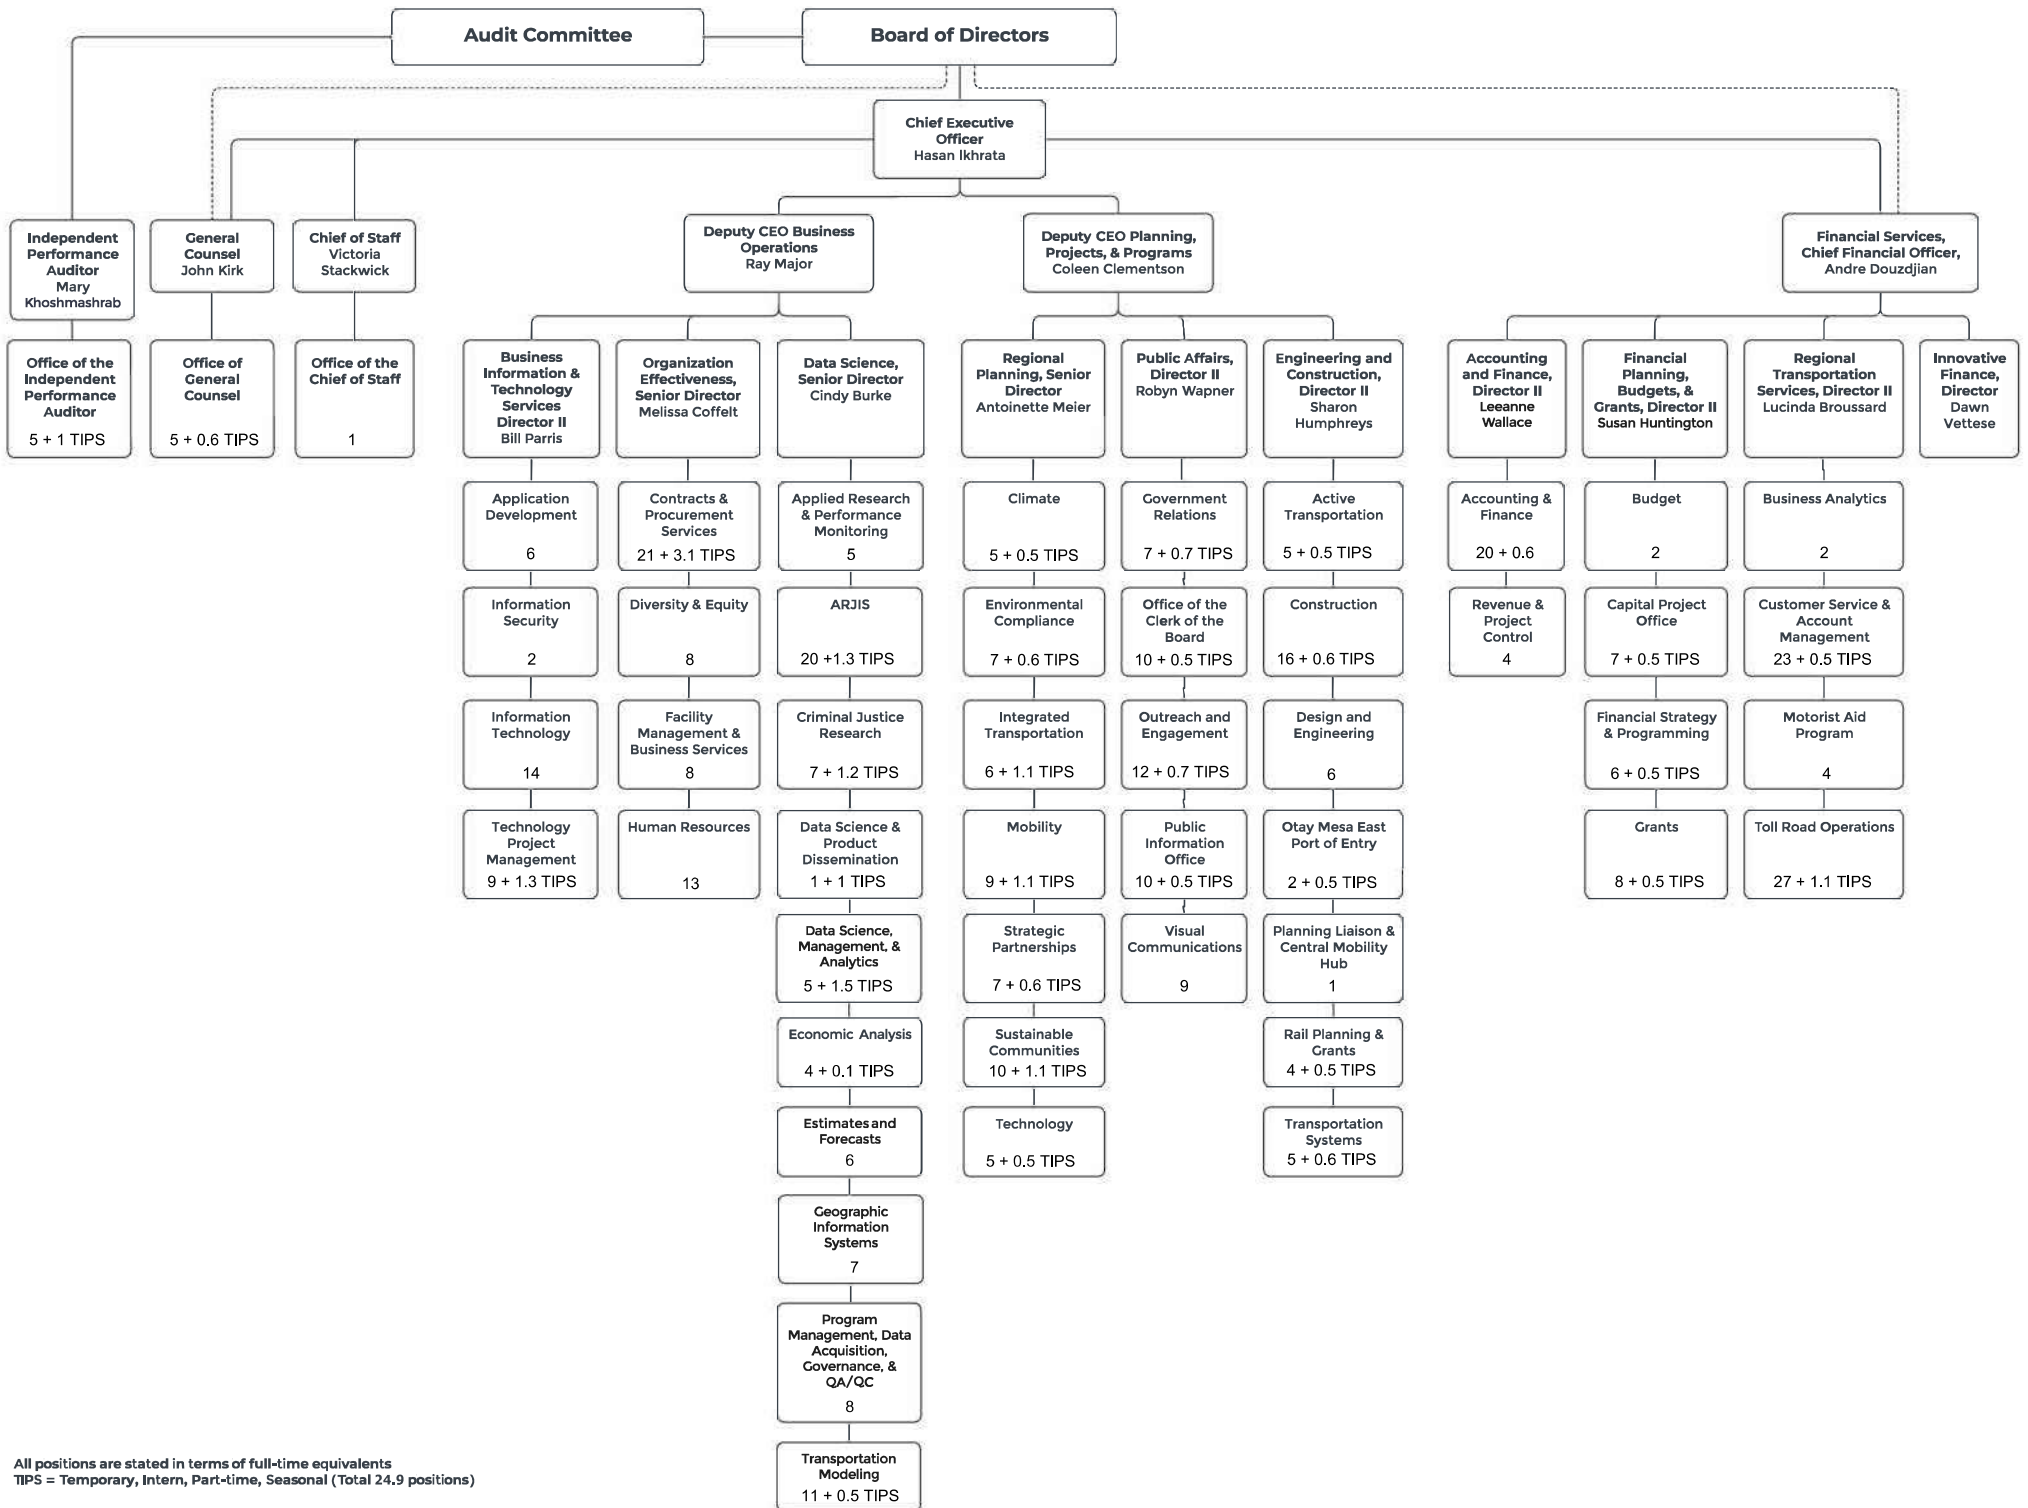 Audit Committee
Board of Directors
Chief Executive
Officer
Hasan Ikhrata
Independent
Performance
Auditor
Mary
Khoshmashrab
General
Counsel
John Kirk
Chief of Staff
Victoria
Stackwick
Deputy CEO Business
Operations
Ray Major
Deputy CEO Planning,
Projects, & Programs
Coleen Clementson
Financial Services,
Chief Financial Officer,
Andre Douzdjian
Office of the
Independent
Performance
Auditor
5 + 1 TIPS
Office of
General
Counsel
5 + 0.6 TIPS
Office of the
Chief of Staff
1
Business
Information &
Technology
Services
Director II
Bill Parris
Organization
Effectiveness,
Senior Director
Melissa Coffelt
Data Science,
Senior Director
Cindy Burke
Regional
Planning, Senior
Director
Antoinette Meier
Public Affairs,
Director II
Robyn Wapner
Engineering and
Construction,
Director II
Sharon
Humphreys
Accounting
and Finance,
Director II
Leeanne
Wallace
Financial
Planning,
Budgets, &
Grants, Director II
Susan Huntington
Regional
Transportation
Services, Director II
Lucinda Broussard
Innovative
Finance,
Director
Dawn
Vettese
Application
Development
6
Contracts &
Procurement
Services
21 + 3.1 TIPS
Applied Research
& Performance
Monitoring
5
Climate
5 + 0.5 TIPS
Government
Relations
7 + 0.7 TIPS
Active
Transportation
5 + 0.5 TIPS
Accounting &
Finance
20 + 0.6
Budget
2
Business Analytics
2
Information
Security
2
Diversity & Equity
8
ARJIS
20 +1.3 TIPS
Environmental
Compliance
7 + 0.6 TIPS
Office of the
Clerk of the
Board
10 + 0.5 TIPS
Construction
16 + 0.6 TIPS
Revenue &
Project
Control
4
Capital Project
Office
7 + 0.5 TIPS
Customer Service &
Account
Management
23 + 0.5 TIPS
Information
Technology
14
Facility
Management &
Business Services
8
Criminal Justice
Research
7 + 1.2 TIPS
Integrated
Transportation
6 + 1.1 TIPS
Outreach and
Engagement
12 + 0.7 TIPS
Design and
Engineering
6
Financial Strategy
& Programming
6 + 0.5 TIPS
Motorist Aid
Program
4
Technology
Project
Management
9 + 1.3 TIPS
Human Resources
13
Data Science &
Product
Dissemination
1 + 1 TIPS
Mobility
9 + 1.1 TIPS
Public
Information
Office
10 + 0.5 TIPS
Otay Mesa East
Port of Entry
2 + 0.5 TIPS
Grants
8 + 0.5 TIPS
Toll Road Operations
27 + 1.1 TIPS
Data Science,
Management, &
Analytics
5 + 1.5 TIPS
Strategic
Partnerships
7 + 0.6 TIPS
Visual
Communications
9
Planning Liaison &
Central Mobility
Hub
1
Economic Analysis
4 + 0.1 TIPS
Sustainable
Communities
10 + 1.1 TIPS
Rail Planning &
Grants
4 + 0.5 TIPS
Estimates and
Forecasts
6
Technology
5 + 0.5 TIPS
Transportation
Systems
5 + 0.6 TIPS
Geographic
Information
Systems
7
Program
Management, Data
Acquisition,
Governance, &
QA/QC
8
Transportation
Modeling
11 + 0.5 TIPS
All positions are stated in terms of full-time equivalents
TIPS = Temporary, Intern, Part-time, Seasonal (Total 24.9 positions)